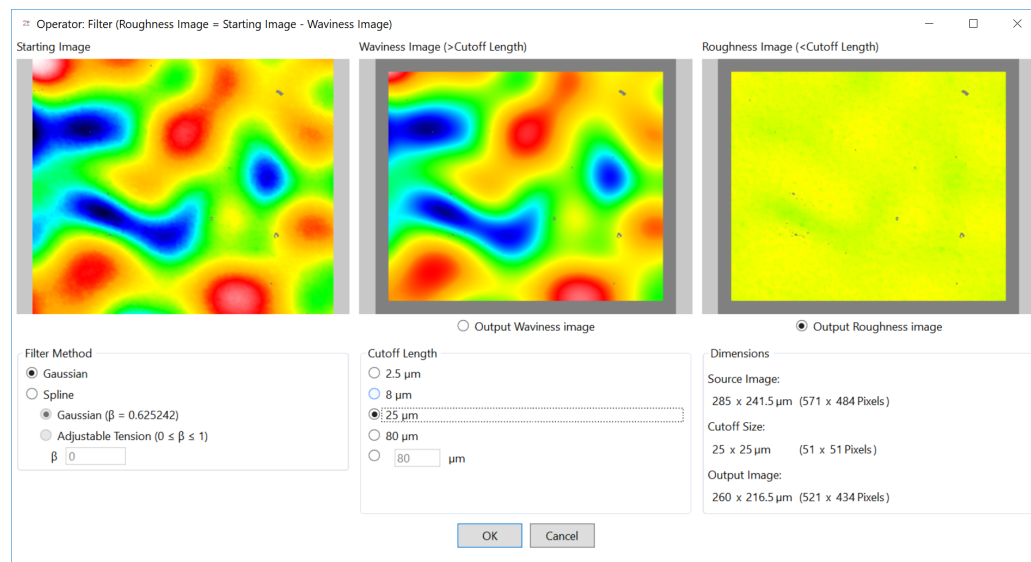 Operator: Filter (Roughness Image = Starting Image - Waviness Image)
Starting Image
Waviness Image (>Cutoff Length)
Roughness Image (<Cutoff Length)
Output Waviness image
Output Roughness image
Filter Method
Gaussian
Spline
Gaussian (β = 0.625242)
Adjustable Tension (0 ≤ β ≤ 1)
β 0
Cutoff Length
2.5 µm
8 µm
25 µm
80 µm
80 µm
Dimensions
Source Image:
285 x 241.5 µm (571 x 484 Pixels)
Cutoff Size:
25 x 25 µm (51 x 51 Pixels)
Output Image:
260 x 216.5 µm (521 x 434 Pixels)
OK
Cancel